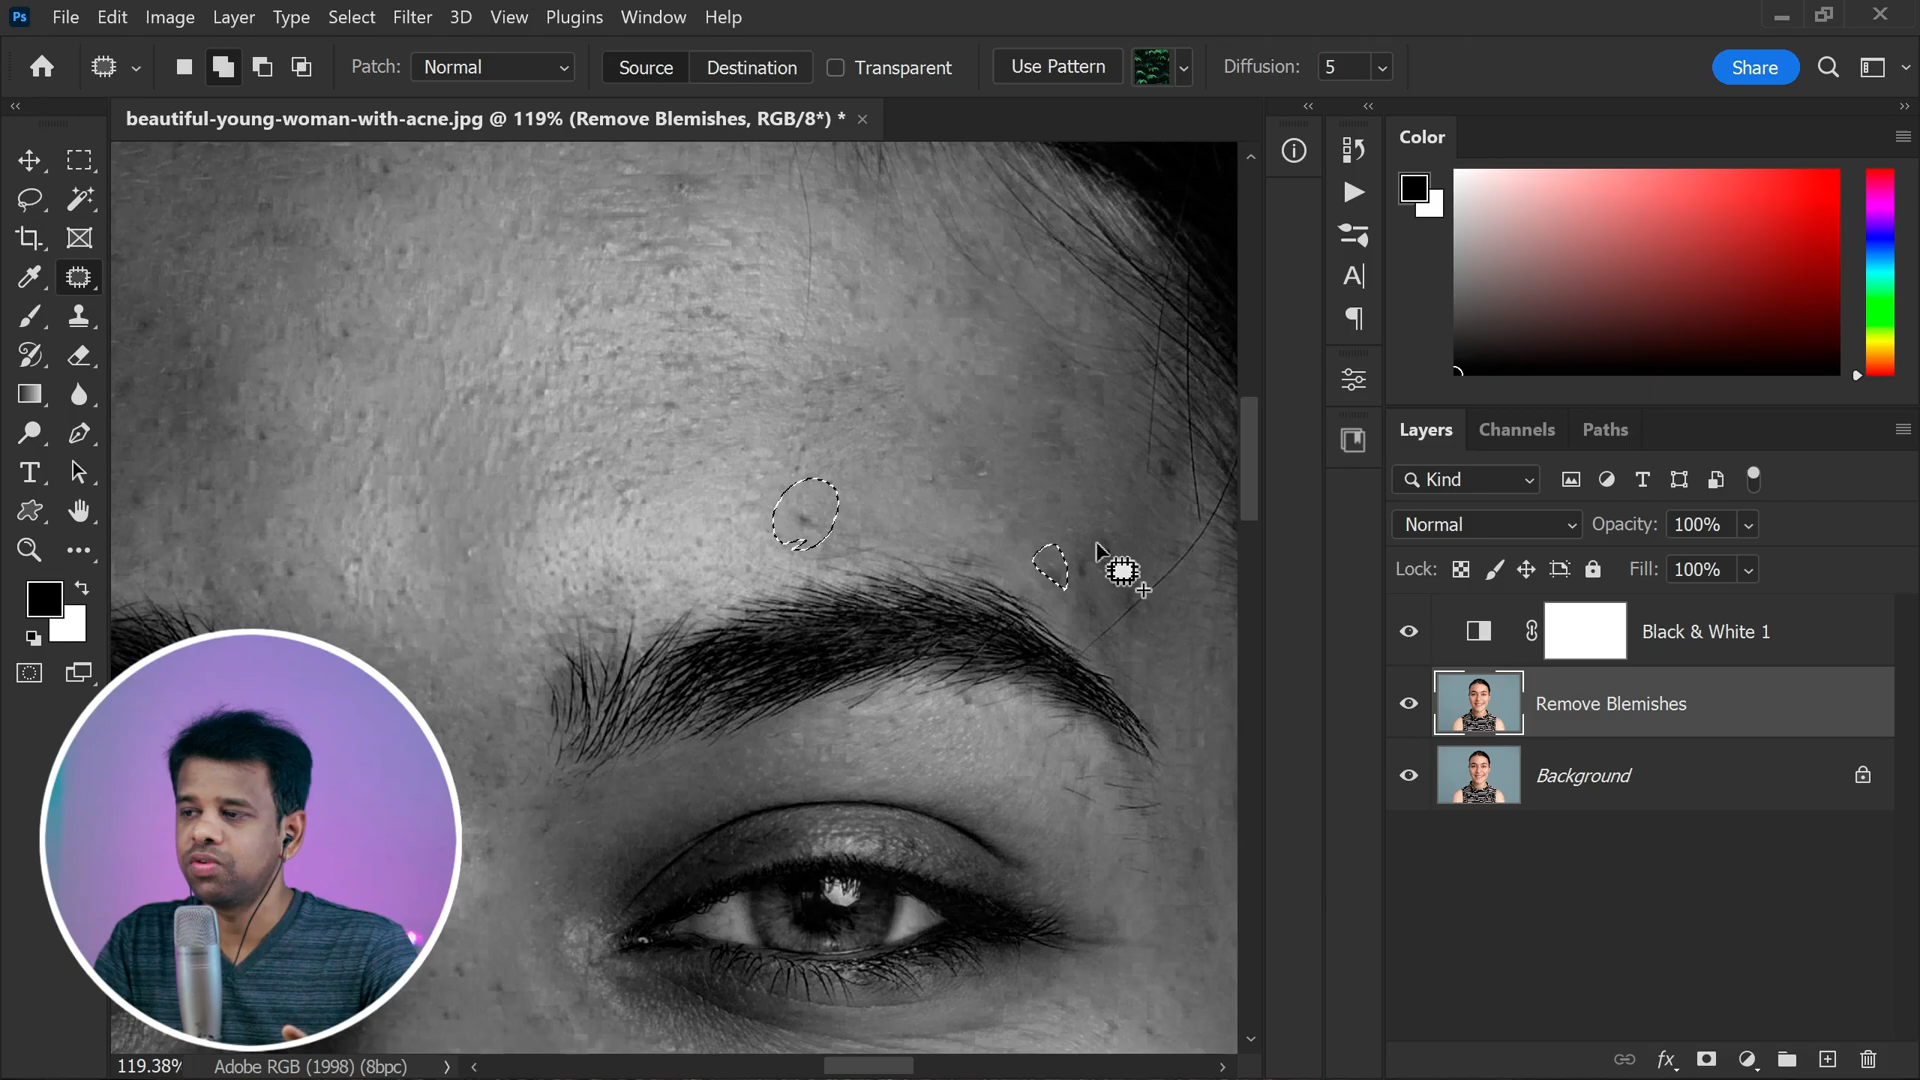 Ps File Edit Image Layer Select Type Filter 3D View Plugins Window Help
Patch: Normal Source Destination Transparent Use Pattern Diffusion: 5 Share
beautiful-young-woman-with-acne.jpg @ 119% (Remove Blemishes, RGB/8*) * ×
Color
Layers Channels Paths
Kind
Normal Opacity: 100%
Lock: Fill: 100%
Black & White 1
Remove Blemishes
Background
119.38% Adobe RGB (1998) (8bpc)